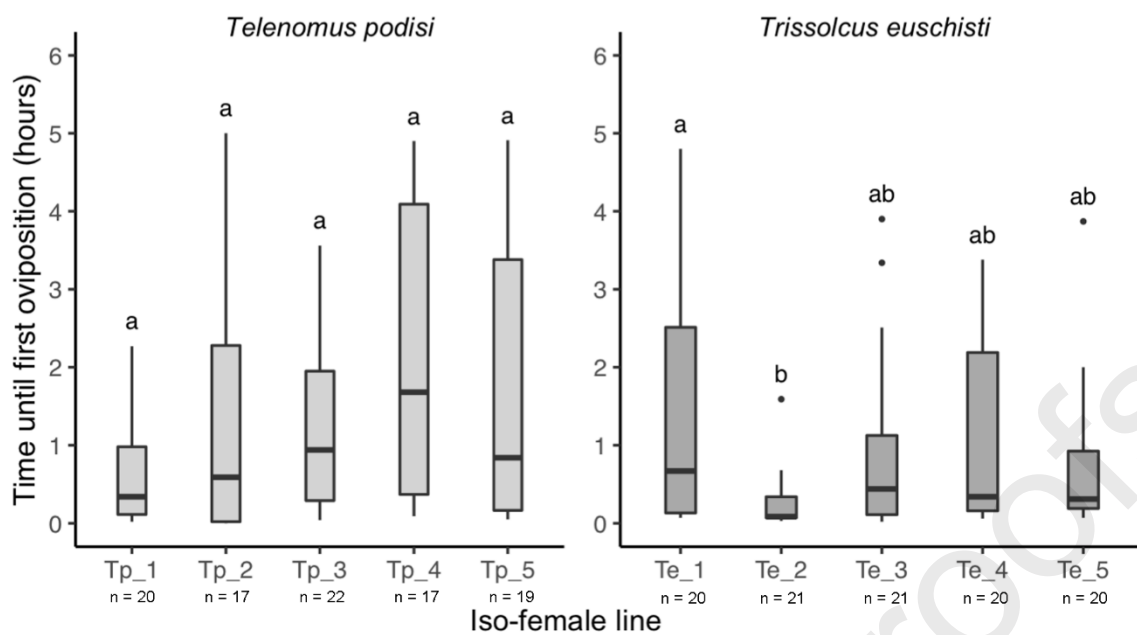 Telenomus podisi
Trissolcus euschisti
Time until first oviposition (hours)
6
5
4
3
2
1
0
a
a
a
a
a
6
5
4
3
2
1
0
a
b
ab
ab
ab
Tp_1 Tp_2 Tp_3 Tp_4 Tp_5
n = 20 n = 17 n = 22 n = 17 n = 19
Te_1 Te_2 Te_3 Te_4 Te_5
n = 20 n = 21 n = 21 n = 20 n = 20
Iso-female line